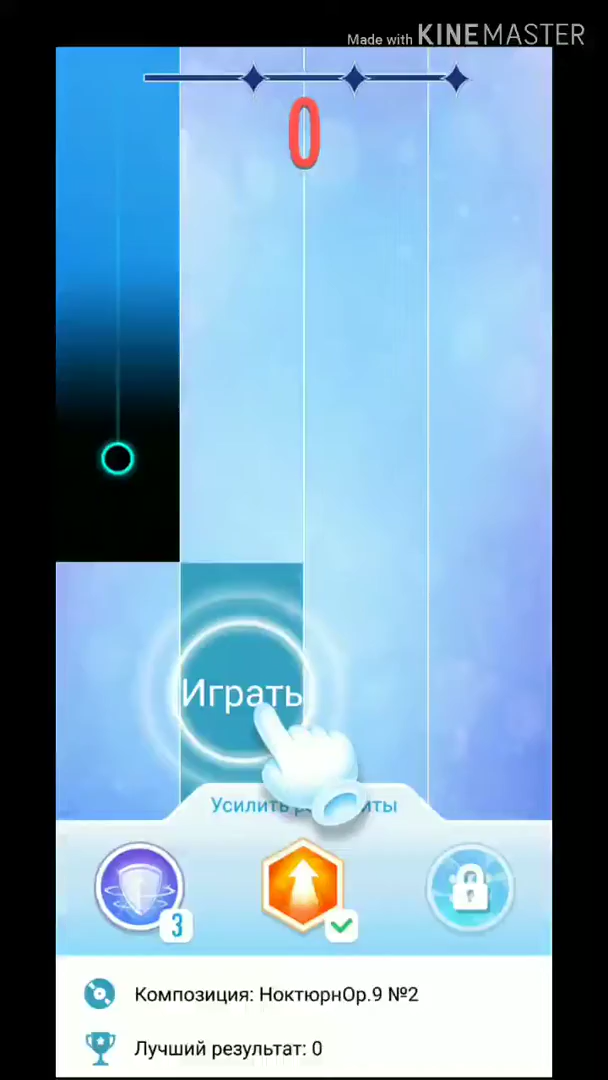 Made with KINEMASTER
0
Играть
Усилить
3
Композиция: НоктюрнОр.9 №2
Лучший результат: 0